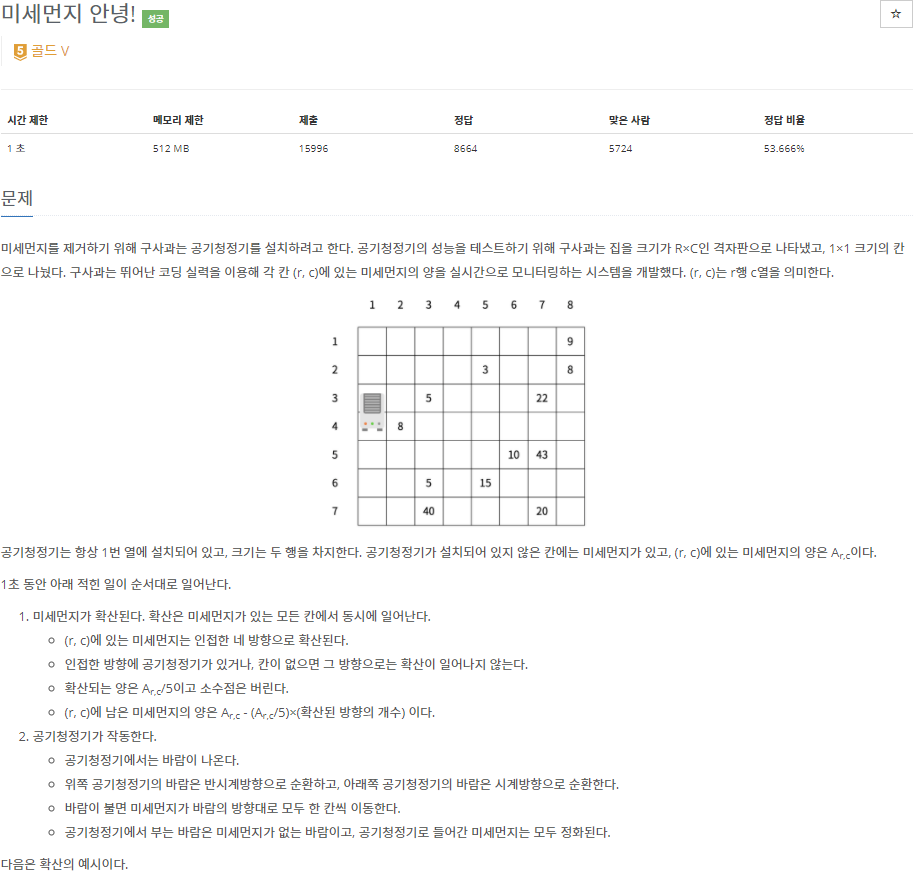 미세먼지 안녕! 성공
☆
5 골드 V
시간 제한 메모리 제한 제출 정답 맞은 사람 정답 비율
1 초 512 MB 15996 8664 5724 53.666%
문제
미세먼지를 제거하기 위해 구사과는 공기청정기를 설치하려고 한다. 공기청정기의 성능을 테스트하기 위해 구사과는 집을 크기가 R×C인 격자판으로 나타냈고, 1×1 크기의 칸
으로 나눴다. 구사과는 뛰어난 코딩 실력을 이용해 각 칸 (r, c)에 있는 미세먼지의 양을 실시간으로 모니터링하는 시스템을 개발했다. (r, c)는 r행 c열을 의미한다.
1 2 3 4 5 6 7 8
1 9
2 3 8
3 5 22
4 8
5 10 43
6 5 15
7 40 20
공기청정기는 항상 1번 열에 설치되어 있고, 크기는 두 행을 차지한다. 공기청정기가 설치되어 있지 않은 칸에는 미세먼지가 있고, (r, c)에 있는 미세먼지의 양은 Ar,c이다.
1초 동안 아래 적힌 일이 순서대로 일어난다.
1. 미세먼지가 확산된다. 확산은 미세먼지가 있는 모든 칸에서 동시에 일어난다.
○ (r, c)에 있는 미세먼지는 인접한 네 방향으로 확산된다.
○ 인접한 방향에 공기청정기가 있거나, 칸이 없으면 그 방향으로는 확산이 일어나지 않는다.
○ 확산되는 양은 Ar,c/5이고 소수점은 버린다.
○ (r, c)에 남은 미세먼지의 양은 Ar,c - (Ar,c/5)×(확산된 방향의 개수) 이다.
2. 공기청정기가 작동한다.
○ 공기청정기에서는 바람이 나온다.
○ 위쪽 공기청정기의 바람은 반시계방향으로 순환하고, 아래쪽 공기청정기의 바람은 시계방향으로 순환한다.
○ 바람이 불면 미세먼지가 바람의 방향대로 모두 한 칸씩 이동한다.
○ 공기청정기에서 부는 바람은 미세먼지가 없는 바람이고, 공기청정기로 들어간 미세먼지는 모두 정화된다.
다음은 확산의 예시이다.